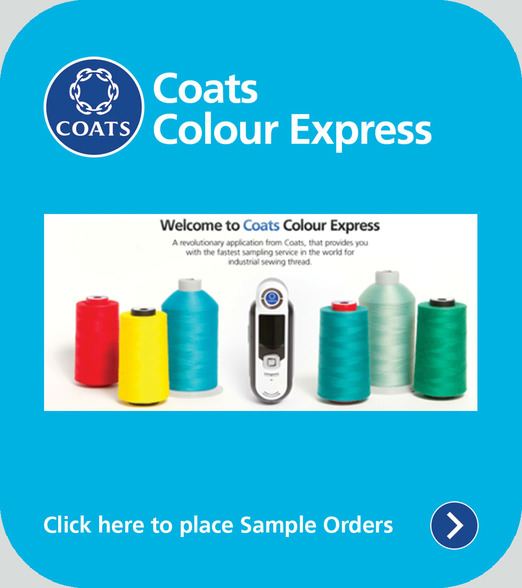 COATS
Coats
Colour Express
Welcome to Coats Colour Express
A revolutionary application from Coats, that provides you
with the fastest sampling service in the world for
industrial sewing thread.
Click here to place Sample Orders